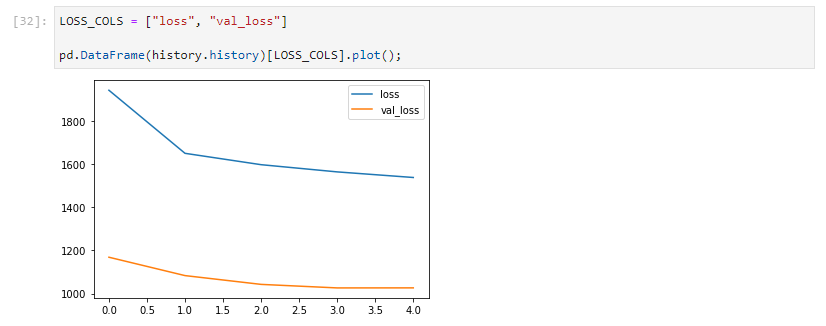 [32]: LOSS_COLS = ["loss", "val_loss"]
pd.DataFrame(history.history)[LOSS_COLS].plot();
loss
val_loss
1800
1600
1400
1200
1000
0.0 0.5 1.0 1.5 2.0 2.5 3.0 3.5 4.0